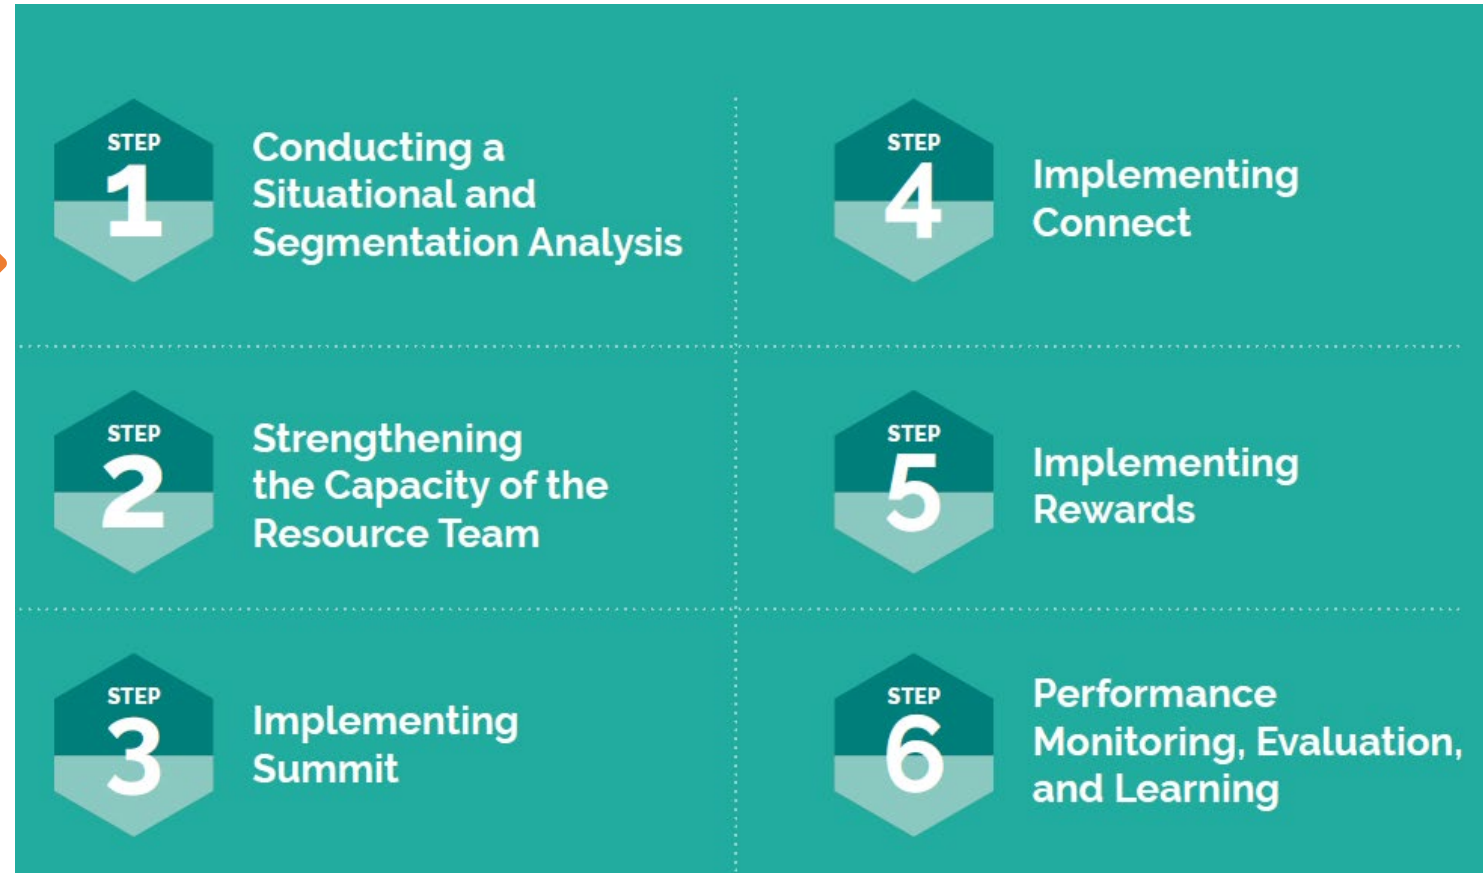 STEP
1
Conducting a
Situational and
Segmentation Analysis
STEP
2
Strengthening
the Capacity of the
Resource Team
STEP
3
Implementing
Summit
STEP
4
Implementing
Connect
STEP
5
Implementing
Rewards
STEP
6
Performance
Monitoring, Evaluation,
and Learning